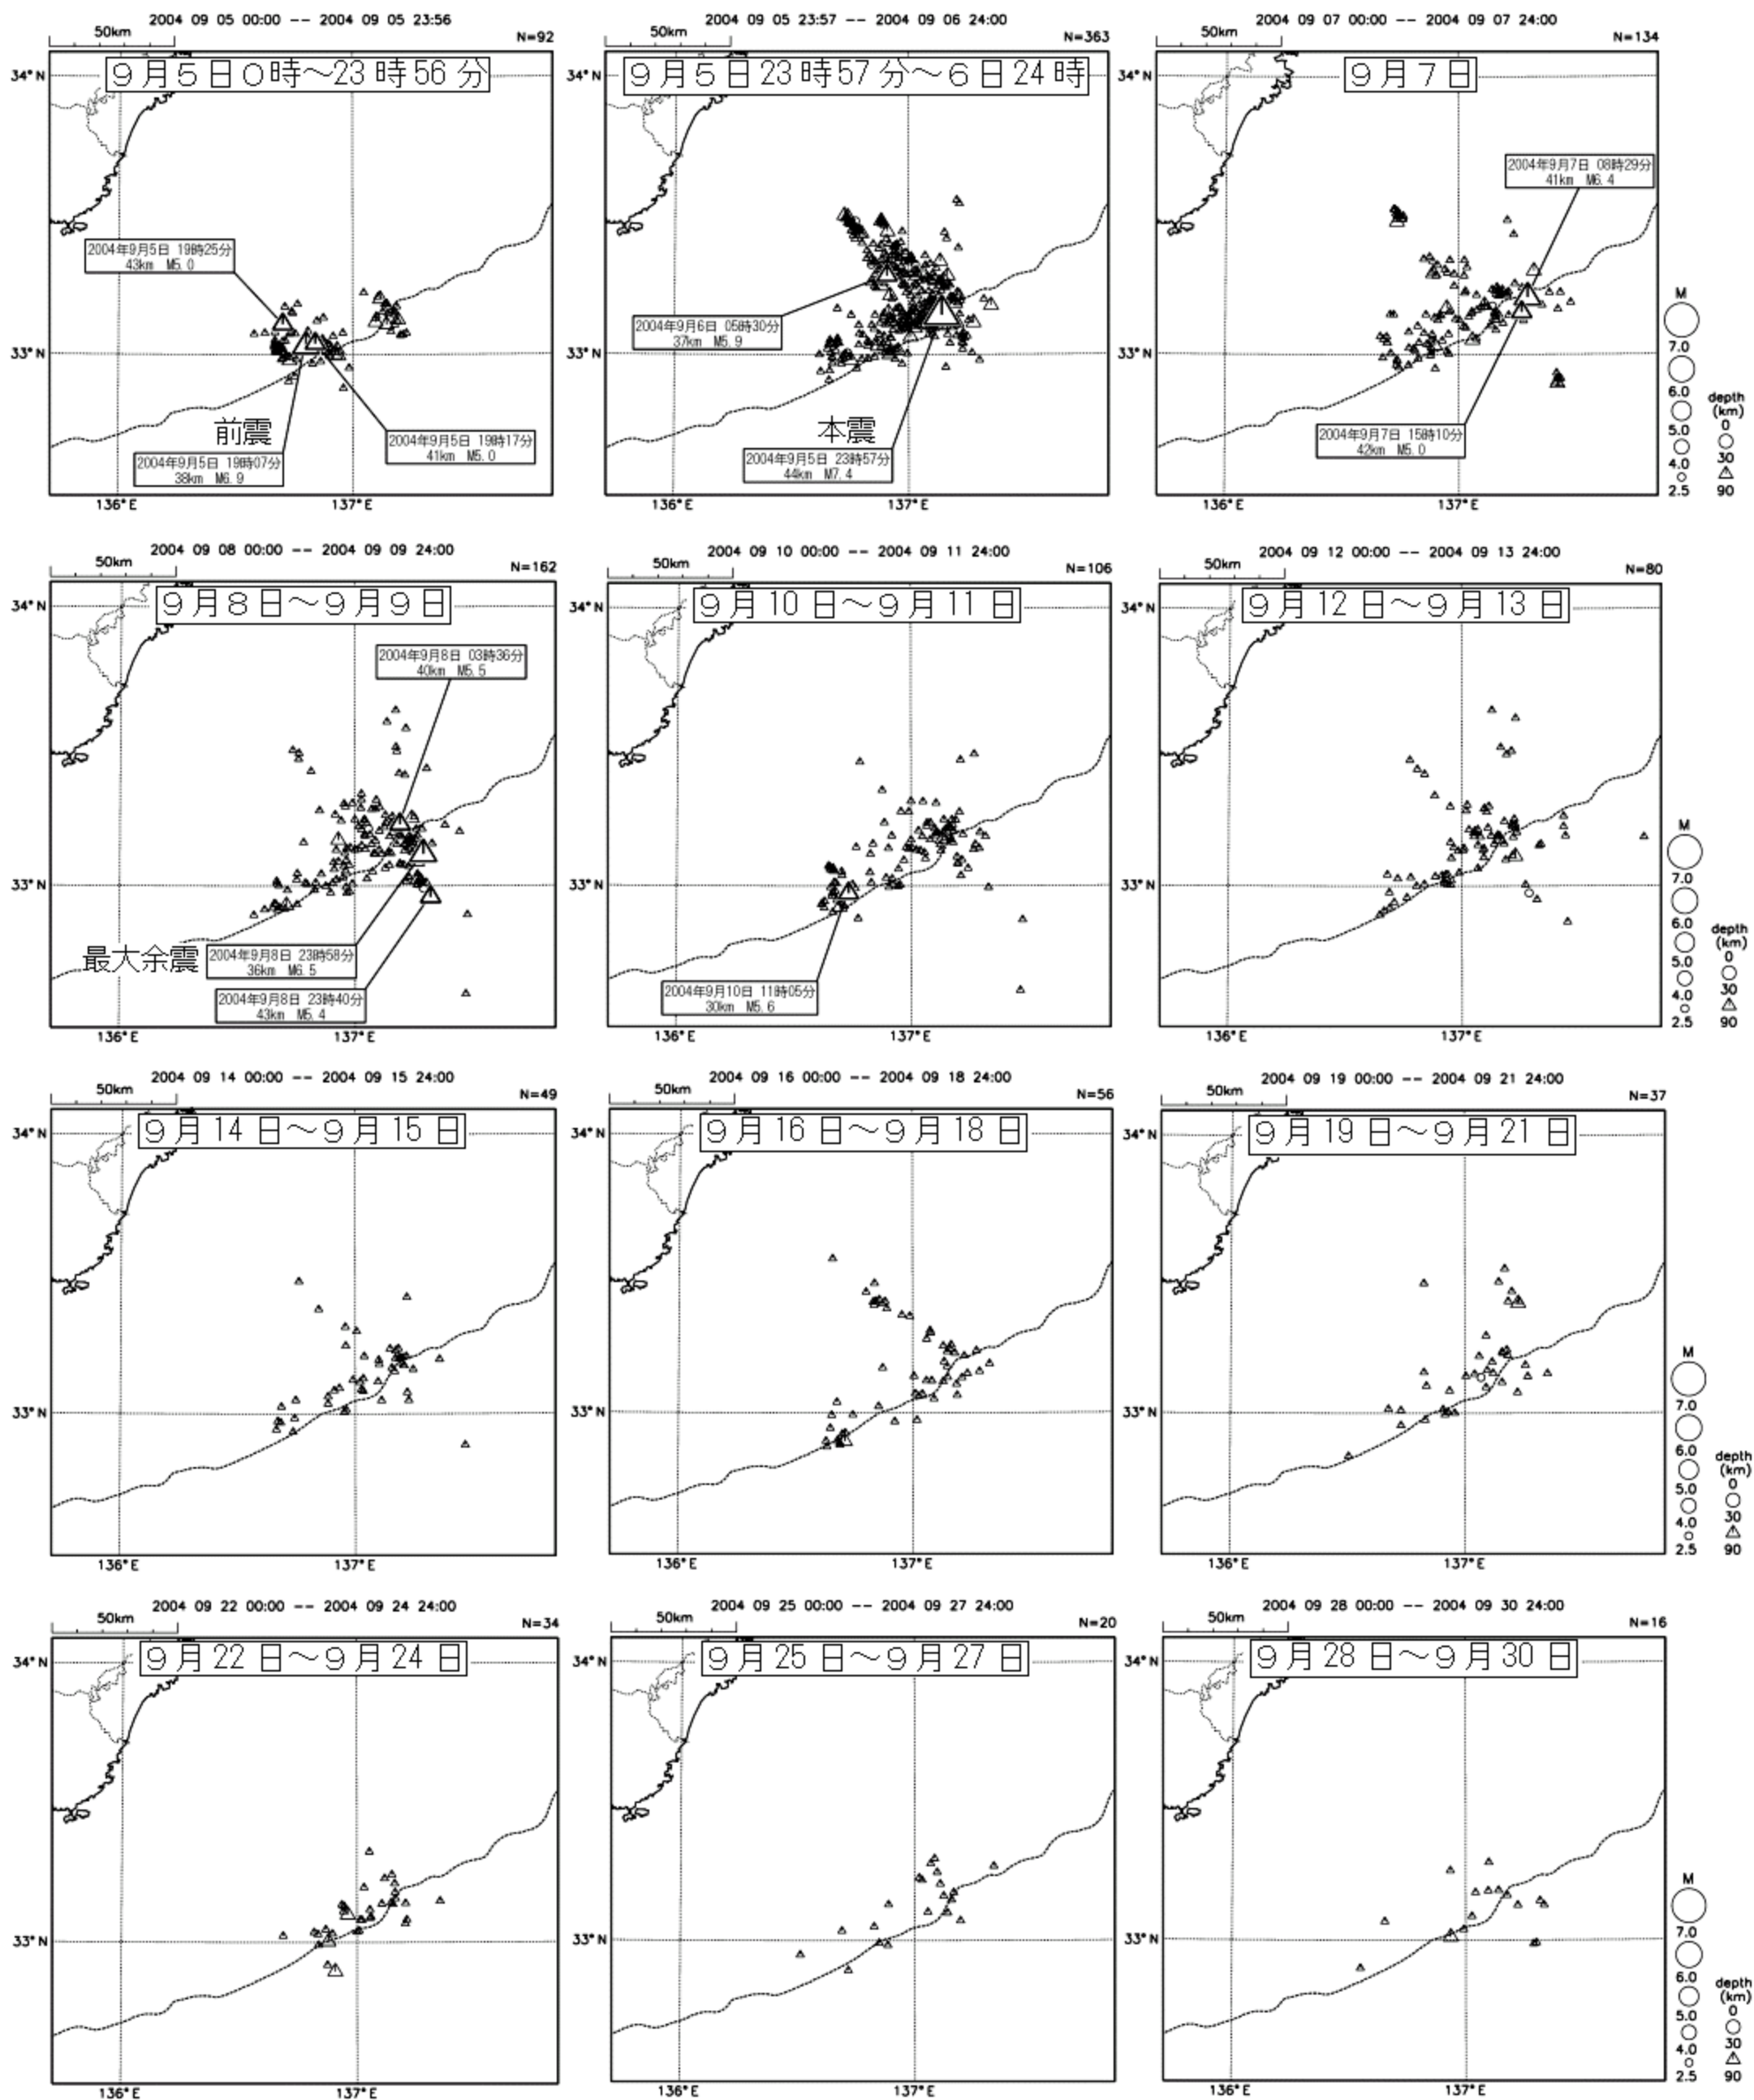 2004 09 05 00:00 -- 2004 09 05 23:56
50km
N=92
9月5日0時～23時56分
34°N
2004年9月5日 19時25分
43km M5.0
33°N
前震
2004年9月5日 19時17分
41km M5.0
2004年9月5日 19時07分
38km M6.9
136°E
137°E
2004 09 05 23:57 -- 2004 09 06 24:00
50km
N=363
9月5日23時57分～6日24時
34°N
2004年9月6日 05時30分
37km M5.9
33°N
本震
2004年9月5日 23時57分
44km M7.4
136°E
137°E
2004 09 07 00:00 -- 2004 09 07 24:00
50km
N=134
9月7日
34°N
2004年9月7日 08時29分
41km M6.4
33°N
2004年9月7日 15時10分
42km M5.0
136°E
137°E
M
7.0
6.0
5.0
4.0
2.5
depth
(km)
0
30
90
2004 09 08 00:00 -- 2004 09 09 24:00
50km
N=162
9月8日～9月9日
34°N
2004年9月8日 03時36分
40km M5.5
33°N
最大余震
2004年9月8日 23時58分
36km M6.5
2004年9月8日 23時40分
43km M5.4
136°E
137°E
2004 09 10 00:00 -- 2004 09 11 24:00
50km
N=106
9月10日～9月11日
34°N
33°N
2004年9月10日 11時05分
30km M5.6
136°E
137°E
2004 09 12 00:00 -- 2004 09 13 24:00
50km
N=80
9月12日～9月13日
34°N
33°N
136°E
137°E
M
7.0
6.0
5.0
4.0
2.5
depth
(km)
0
30
90
2004 09 14 00:00 -- 2004 09 15 24:00
50km
N=49
9月14日～9月15日
34°N
33°N
136°E
137°E
2004 09 16 00:00 -- 2004 09 18 24:00
50km
N=56
9月16日～9月18日
34°N
33°N
136°E
137°E
2004 09 19 00:00 -- 2004 09 21 24:00
50km
N=37
9月19日～9月21日
34°N
33°N
136°E
137°E
M
7.0
6.0
5.0
4.0
2.5
depth
(km)
0
30
90
2004 09 22 00:00 -- 2004 09 24 24:00
50km
N=34
9月22日～9月24日
34°N
33°N
136°E
137°E
2004 09 25 00:00 -- 2004 09 27 24:00
50km
N=20
9月25日～9月27日
34°N
33°N
136°E
137°E
2004 09 28 00:00 -- 2004 09 30 24:00
50km
N=16
9月28日～9月30日
34°N
33°N
136°E
137°E
M
7.0
6.0
5.0
4.0
2.5
depth
(km)
0
30
90